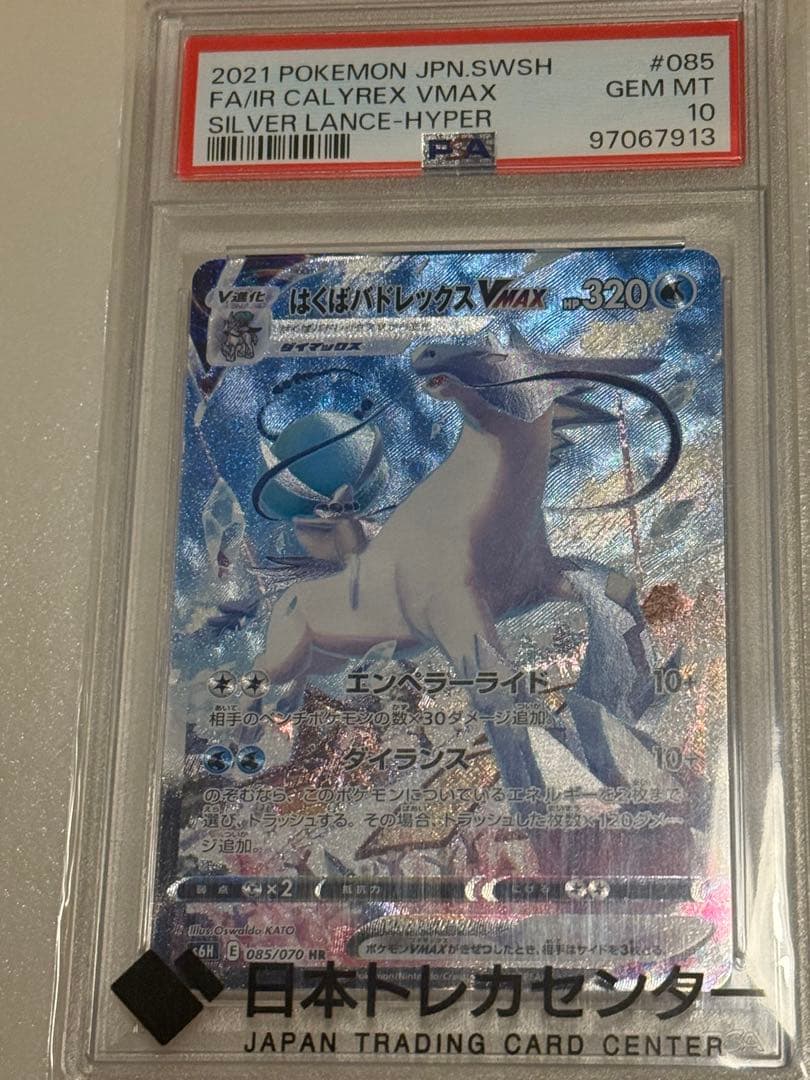 2021 POKEMON JPN.SWSH #085
FA/IR CALYREX VMAX GEM MT
SILVER LANCE-HYPER 10
PSA 97067913
V進化 はくばバドレックスVMAX HP320
ダイマックス
エンペラーライド 10+
相手のベンチポケモンの数×30ダメージ追加。
ダイランス 10+
のぞむなら、このポケモンについているエネルギーを2枚まで
選び、トラッシュする。その場合、トラッシュした枚数×120ダメー
ジ追加。
弱点 ×2 抵抗力 にげる
Illus. Oswaldo KATO
s6H E 085/070 HR
ポケモンVMAXがきぜつしたとき、相手はサイドを3枚とる。
日本トレカセンター
JAPAN TRADING CARD CENTER